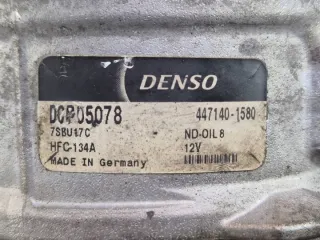 DENSO
DCP05078 447140-1580
7SBU17C ND-OIL 8
HFC-134A 12V
MADE IN Germany